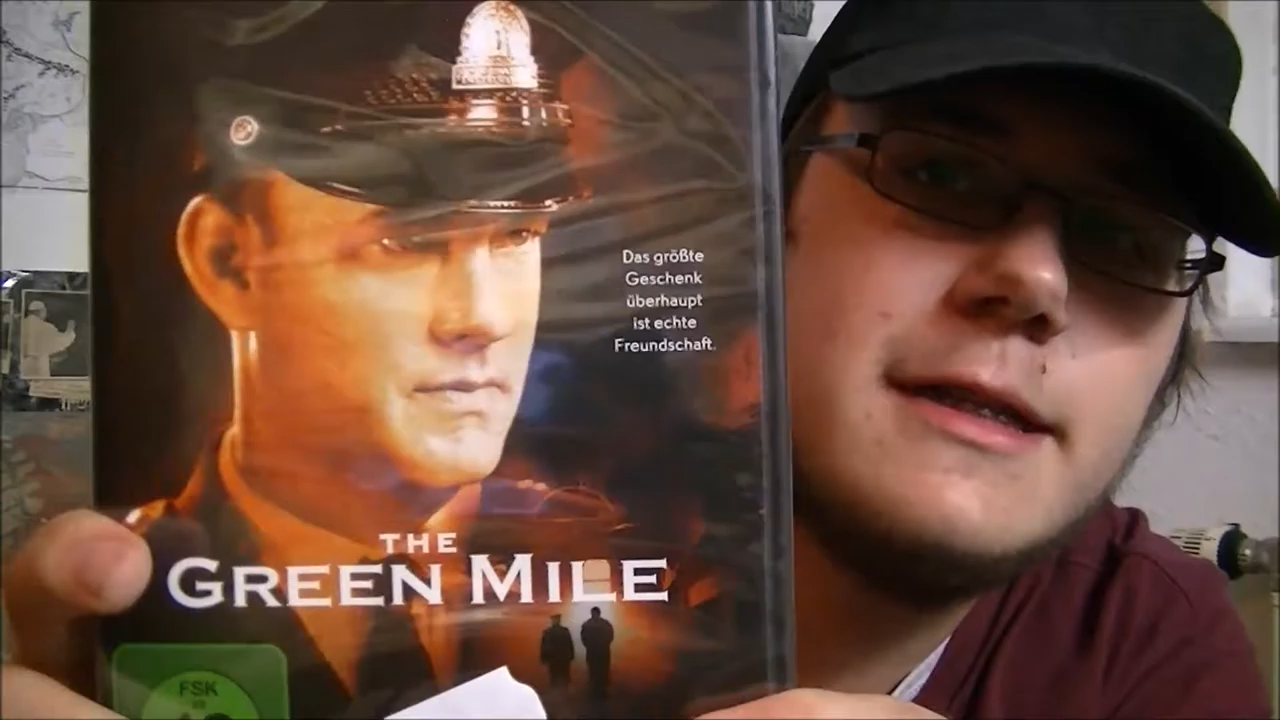 Das größte
Geschenk
überhaupt
ist echte
Freundschaft.
THE
GREEN MILE
FSK